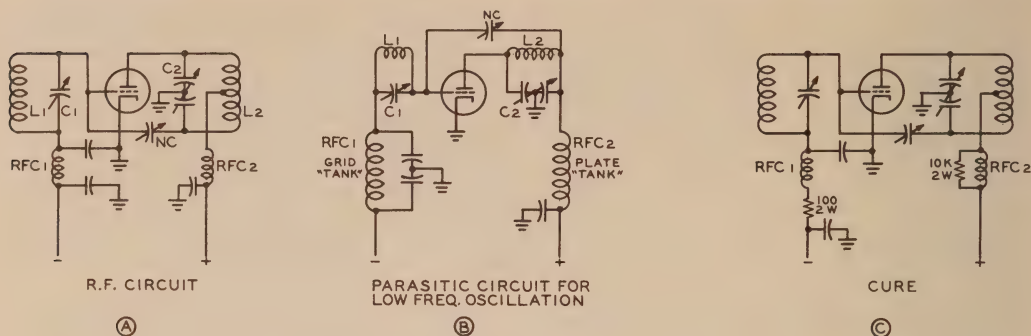 C2
L1
C1
L2
NC
RFC1
RFC2
-
+
R.F. CIRCUIT
A
NC
L1
L2
C1
C2
RFC1
GRID
"TANK"
RFC2
PLATE
"TANK"
-
+
PARASITIC CIRCUIT FOR
LOW FREQ. OSCILLATION
B
RFC1
100
2W
10K
2W
RFC2
-
+
CURE
C